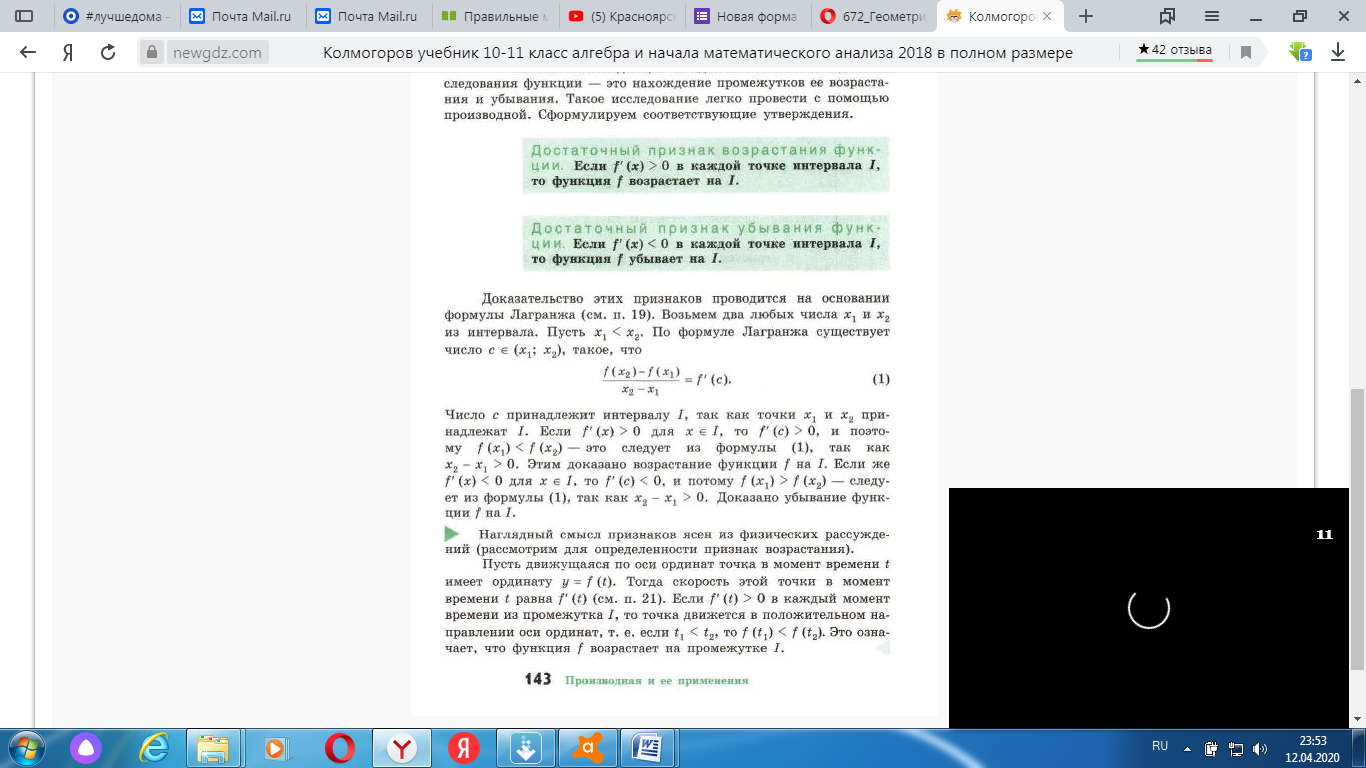 #лучшедома –
Почта Mail.ru
Почта Mail.ru
Правильные м
(5) Красноярск
Новая форма
672_Геометри
Колмогоров
newgdz.com
Колмогоров учебник 10-11 класс алгебра и начала математического анализа 2018 в полном размере
★42 отзыва
следования функции — это нахождение промежутков ее возраста-
ния и убывания. Такое исследование легко провести с помощью
производной. Сформулируем соответствующие утверждения.
Достаточный признак возрастания функ-
ции. Если f′ (x) > 0 в каждой точке интервала I,
то функция f возрастает на I.
Достаточный признак убывания функ-
ции. Если f′ (x) < 0 в каждой точке интервала I,
то функция f убывает на I.
Доказательство этих признаков проводится на основании
формулы Лагранжа (см. п. 19). Возьмем два любых числа x₁ и x₂
из интервала. Пусть x₁ < x₂. По формуле Лагранжа существует
число c ∈ (x₁; x₂), такое, что
f (x₂) – f (x₁)
x₂ – x₁
= f′ (c). (1)
Число c принадлежит интервалу I, так как точки x₁ и x₂ при-
надлежат I. Если f′ (x) > 0 для x ∈ I, то f′ (c) > 0, и поэто-
му f (x₁) < f (x₂) — это следует из формулы (1), так как
x₂ – x₁ > 0. Этим доказано возрастание функции f на I. Если же
f′ (x) < 0 для x ∈ I, то f′ (c) < 0, и потому f (x₁) > f (x₂) — следу-
ет из формулы (1), так как x₂ – x₁ > 0. Доказано убывание функ-
ции f на I.
Наглядный смысл признаков ясен из физических рассужде-
ний (рассмотрим для определенности признак возрастания).
Пусть движущаяся по оси ординат точка в момент времени t
имеет ординату y = f (t). Тогда скорость этой точки в момент
времени t равна f′ (t) (см. п. 21). Если f′ (t) > 0 в каждый момент
времени из промежутка I, то точка движется в положительном на-
правлении оси ординат, т. е. если t₁ < t₂, то f (t₁) < f (t₂). Это озна-
чает, что функция f возрастает на промежутке I.
143 Производная и ее применения
11
RU
23:53
12.04.2020